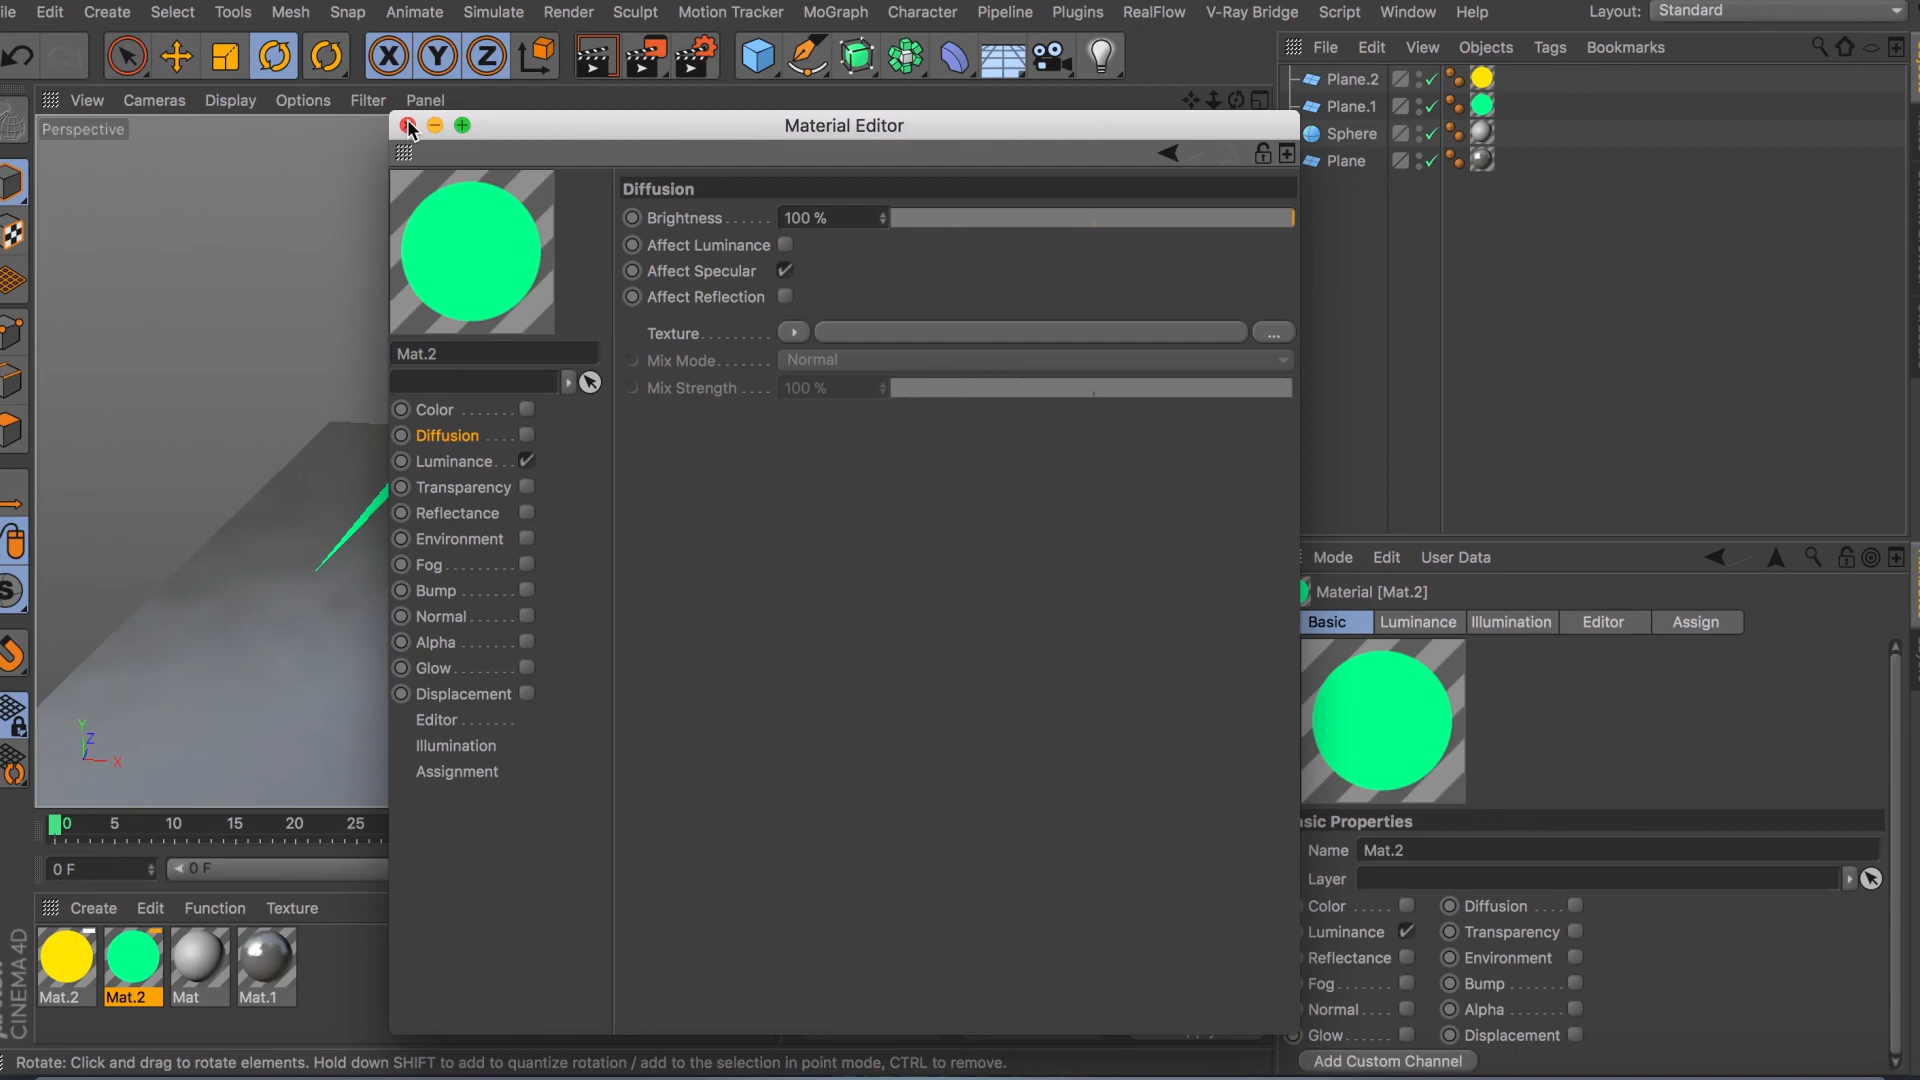 ile Edit Create Select Tools Mesh Snap Animate Simulate Render Sculpt Motion Tracker MoGraph Character Pipeline Plugins RealFlow V-Ray Bridge Script Window Help Layout: Standard
X Y Z
File Edit View Objects Tags Bookmarks
Plane.2
Plane.1
Sphere
Plane
View Cameras Display Options Filter Panel
Perspective
Material Editor
Diffusion
Brightness 100 %
Affect Luminance
Affect Specular
Affect Reflection
Texture ...
Mix Mode Normal
Mix Strength 100 %
Mat.2
Color
Diffusion
Luminance
Transparency
Reflectance
Environment
Fog
Bump
Normal
Alpha
Glow
Displacement
Editor
Illumination
Assignment
Y
Z
X
0 5 10 15 20 25
0 F 0 F
Create Edit Function Texture
Mat.2 Mat.2 Mat Mat.1
CINEMA 4D
Mode Edit User Data
Material [Mat.2]
Basic Luminance Illumination Editor Assign
asic Properties
Name Mat.2
Layer
Color Diffusion
Luminance Transparency
Reflectance Environment
Fog Bump
Normal Alpha
Glow Displacement
Add Custom Channel
Rotate: Click and drag to rotate elements. Hold down SHIFT to add to quantize rotation / add to the selection in point mode, CTRL to remove.